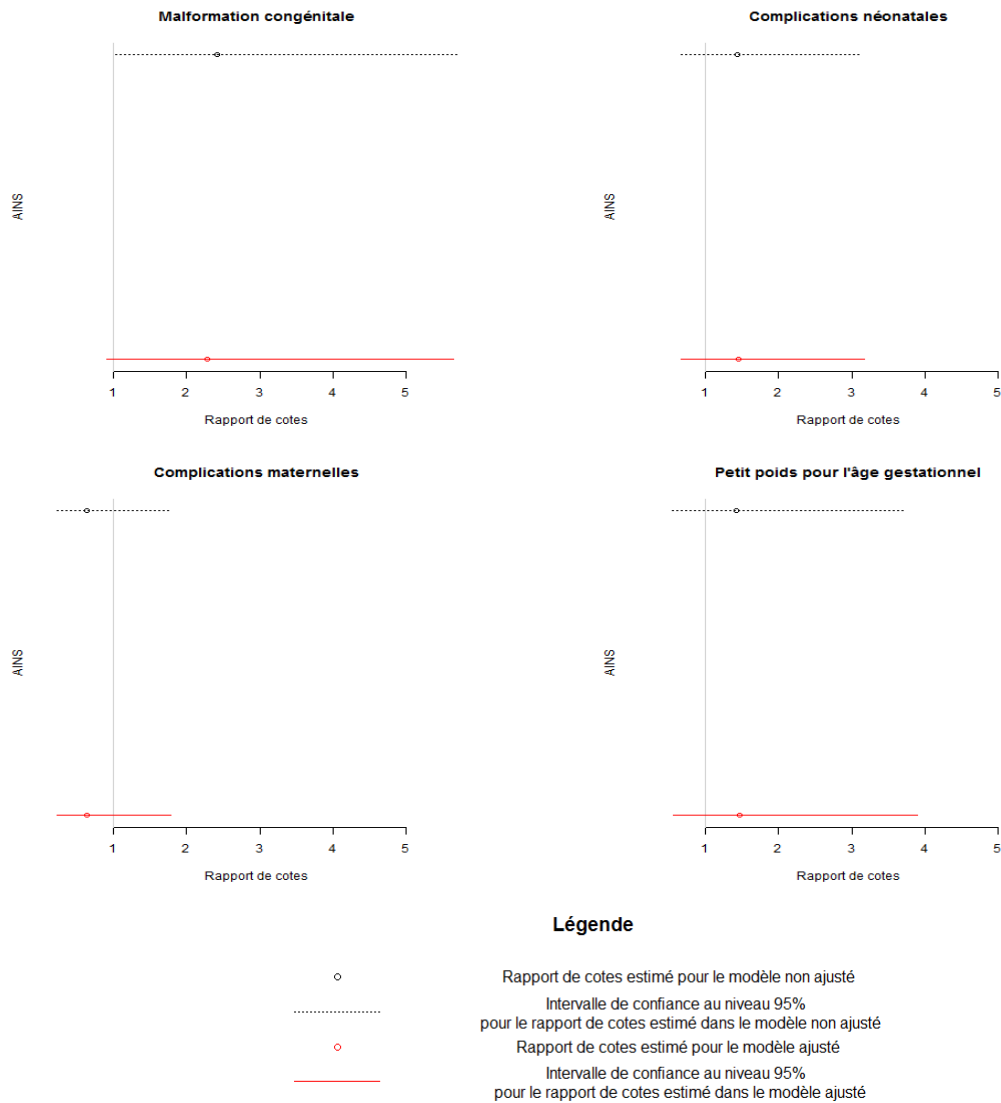 Malformation congénitale
AINS
1 2 3 4 5
Rapport de cotes
Complications néonatales
AINS
1 2 3 4 5
Rapport de cotes
Complications maternelles
AINS
1 2 3 4 5
Rapport de cotes
Petit poids pour l'âge gestationnel
AINS
1 2 3 4 5
Rapport de cotes
Légende
Rapport de cotes estimé pour le modèle non ajusté
Intervalle de confiance au niveau 95%
pour le rapport de cotes estimé dans le modèle non ajusté
Rapport de cotes estimé pour le modèle ajusté
Intervalle de confiance au niveau 95%
pour le rapport de cotes estimé dans le modèle ajusté